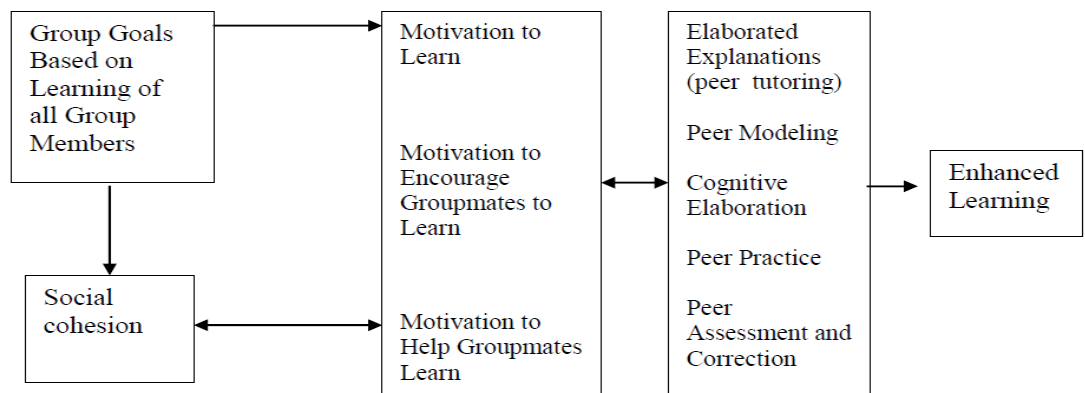 Group Goals
Based on
Learning of
all Group
Members
Social
cohesion
Motivation to
Learn
Motivation to
Encourage
Groupmates to
Learn
Motivation to
Help Groupmates
Learn
Elaborated
Explanations
(peer tutoring)
Peer Modeling
Cognitive
Elaboration
Peer Practice
Peer
Assessment and
Correction
Enhanced
Learning